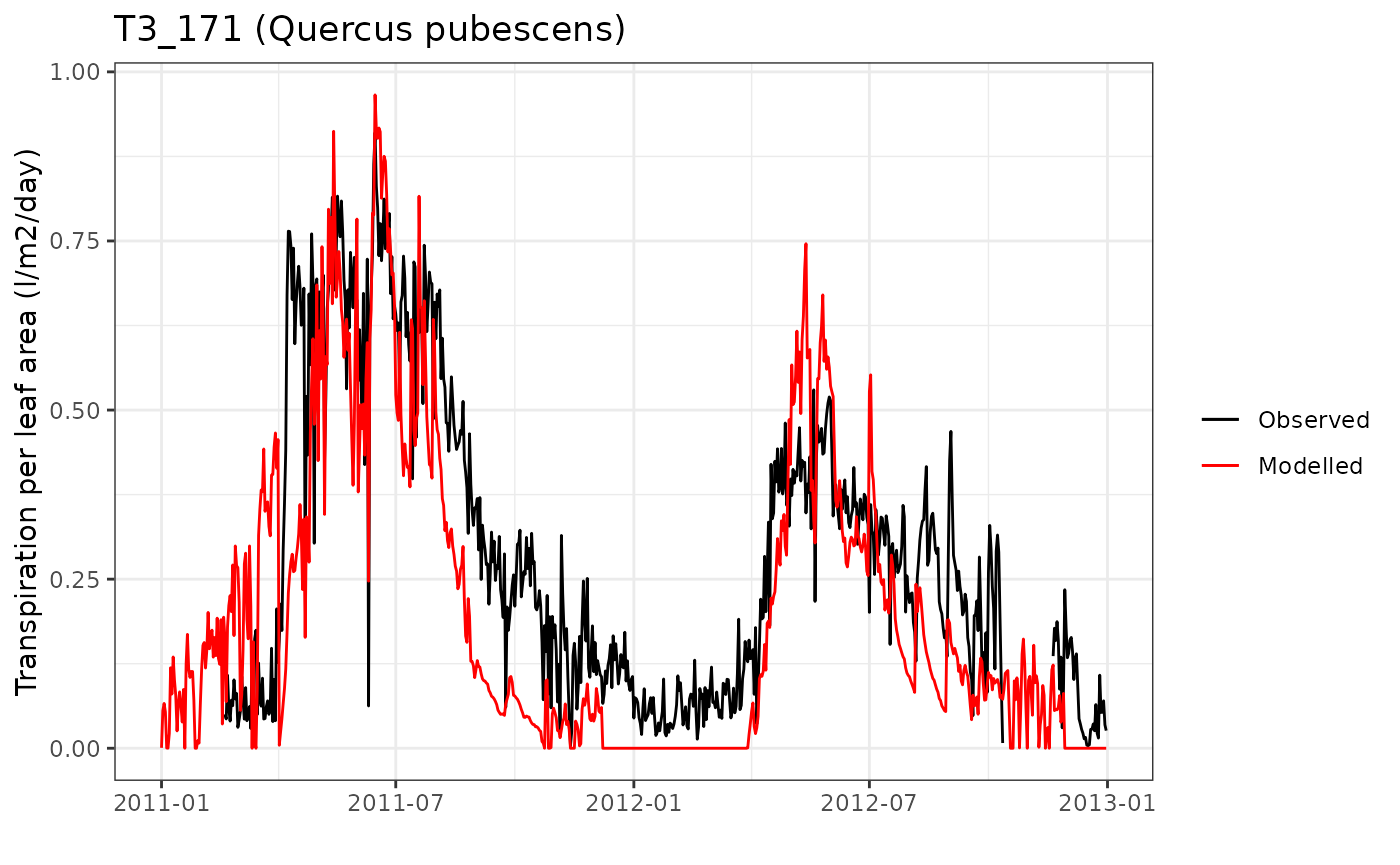 T3_171 (Quercus pubescens)
Transpiration per leaf area (l/m2/day)
1.00
0.75
0.50
0.25
0.00
2011-01
2011-07
2012-01
2012-07
2013-01
Observed
Modelled